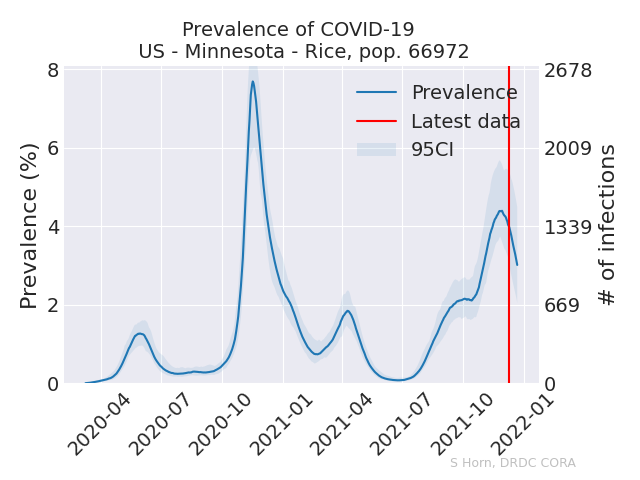 Prevalence of COVID-19
US - Minnesota - Rice, pop. 66972
8
6
4
2
0
Prevalence (%)
2678
2009
1339
669
0
# of infections
Prevalence
Latest data
95CI
2020-04
2020-07
2020-10
2021-01
2021-04
2021-07
2021-10
2022-01
S Horn, DRDC CORA